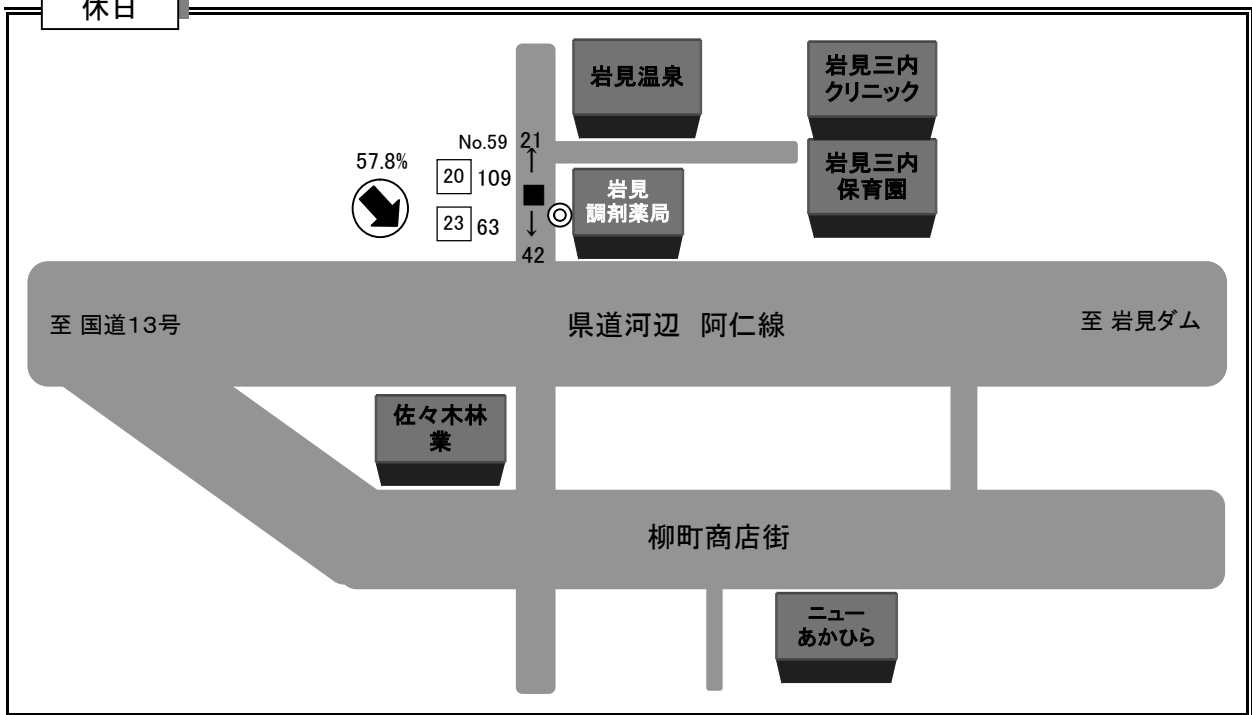 休日
岩見温泉
岩見三内
クリニック
No.59 21
↑
57.8%
20 109
■
岩見
調剤薬局
岩見三内
保育園
◎
23 63
↓
42
至 国道13号
県道河辺 阿仁線
至 岩見ダム
佐々木林
業
柳町商店街
ニュー
あかひら